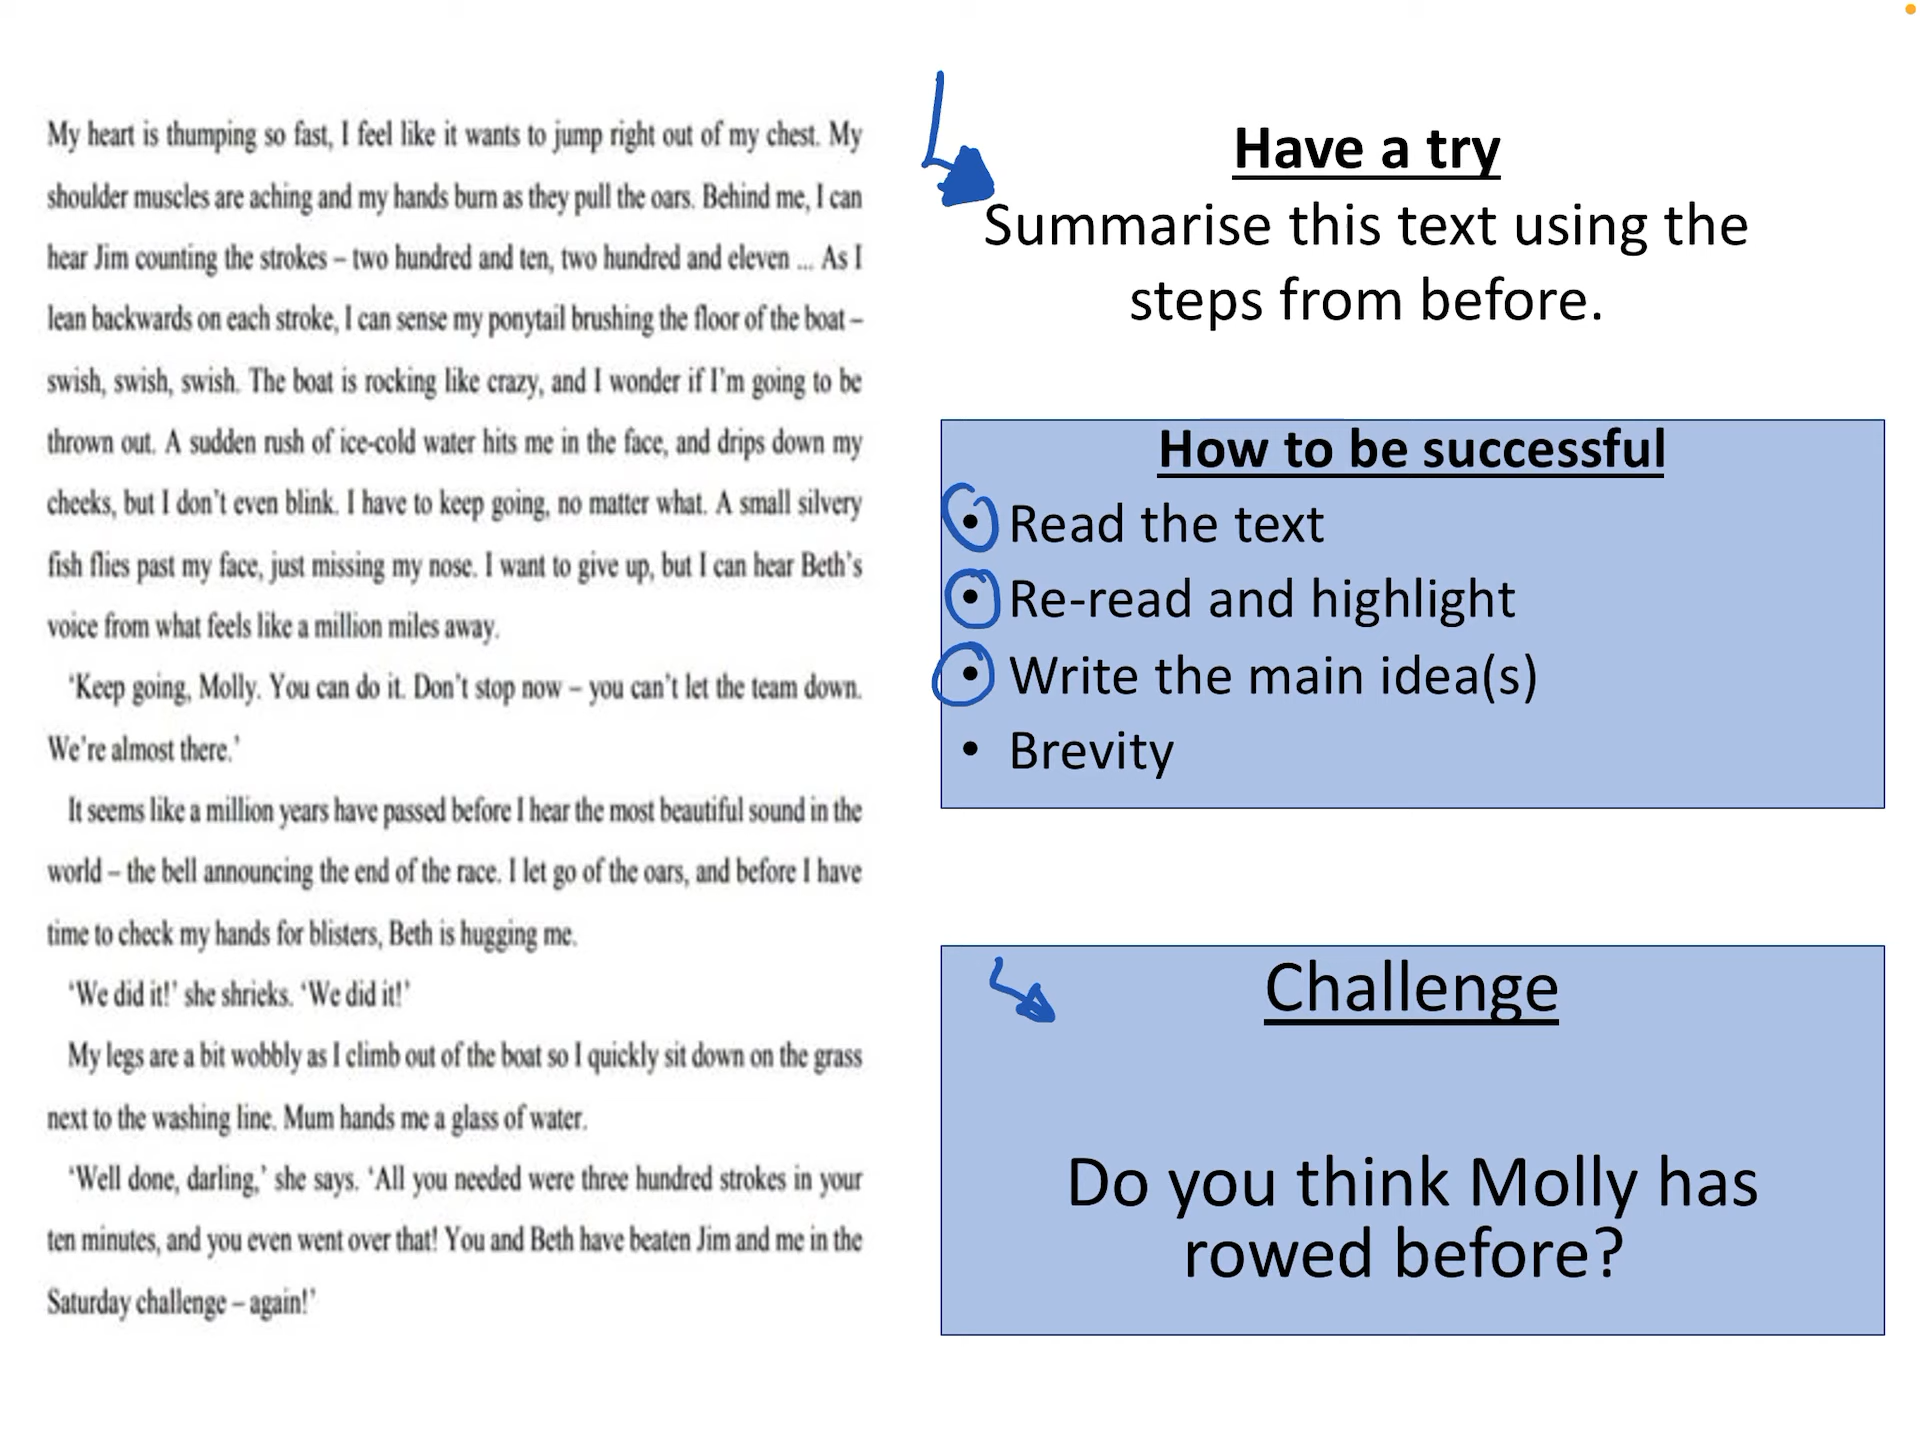 My heart is thumping so fast, I feel like it wants to jump right out of my chest. My
shoulder muscles are aching and my hands burn as they pull the oars. Behind me, I can
hear Jim counting the strokes – two hundred and ten, two hundred and eleven ... As I
lean backwards on each stroke, I can sense my ponytail brushing the floor of the boat –
swish, swish, swish. The boat is rocking like crazy, and I wonder if I'm going to be
thrown out. A sudden rush of ice-cold water hits me in the face, and drips down my
cheeks, but I don't even blink. I have to keep going, no matter what. A small silvery
fish flies past my face, just missing my nose. I want to give up, but I can hear Beth's
voice from what feels like a million miles away.
'Keep going, Molly. You can do it. Don't stop now – you can't let the team down.
We're almost there.'
It seems like a million years have passed before I hear the most beautiful sound in the
world – the bell announcing the end of the race. I let go of the oars, and before I have
time to check my hands for blisters, Beth is hugging me.
'We did it!' she shrieks. 'We did it!'
My legs are a bit wobbly as I climb out of the boat so I quickly sit down on the grass
next to the washing line. Mum hands me a glass of water.
'Well done, darling,' she says. 'All you needed were three hundred strokes in your
ten minutes, and you even went over that! You and Beth have beaten Jim and me in the
Saturday challenge – again!'
Have a try
Summarise this text using the
steps from before.
How to be successful
• Read the text
• Re-read and highlight
• Write the main idea(s)
• Brevity
Challenge
Do you think Molly has
rowed before?